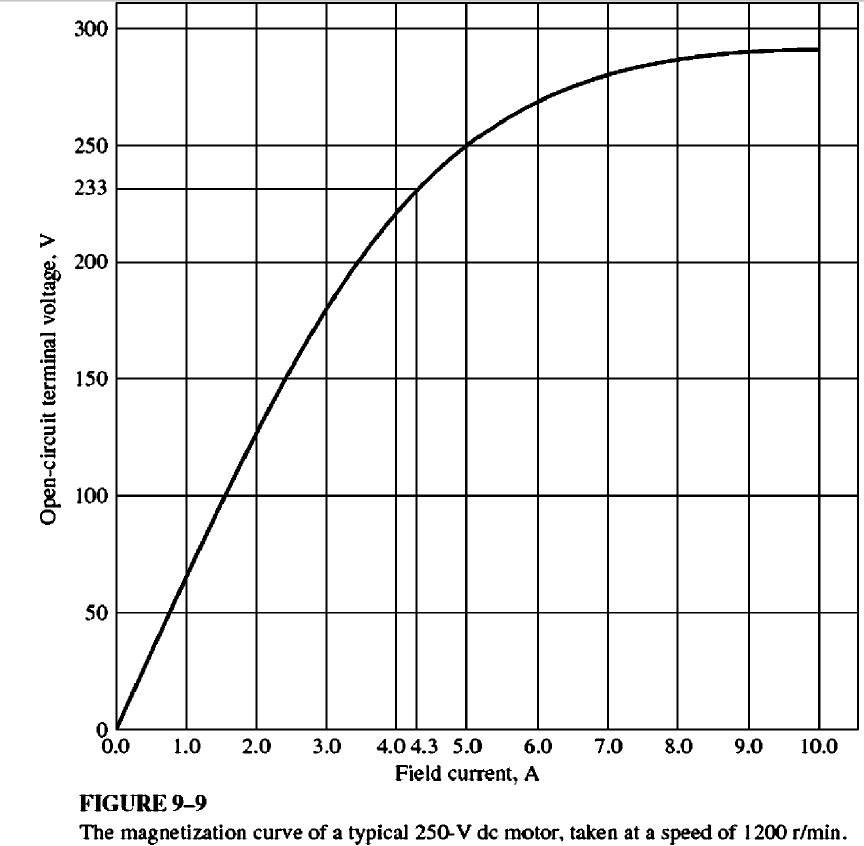 300
250
233
200
150
100
50
0
Open-circuit terminal voltage, V
0.0 1.0 2.0 3.0 4.0 4.3 5.0 6.0 7.0 8.0 9.0 10.0
Field current, A
FIGURE 9–9
The magnetization curve of a typical 250-V dc motor, taken at a speed of 1200 r/min.